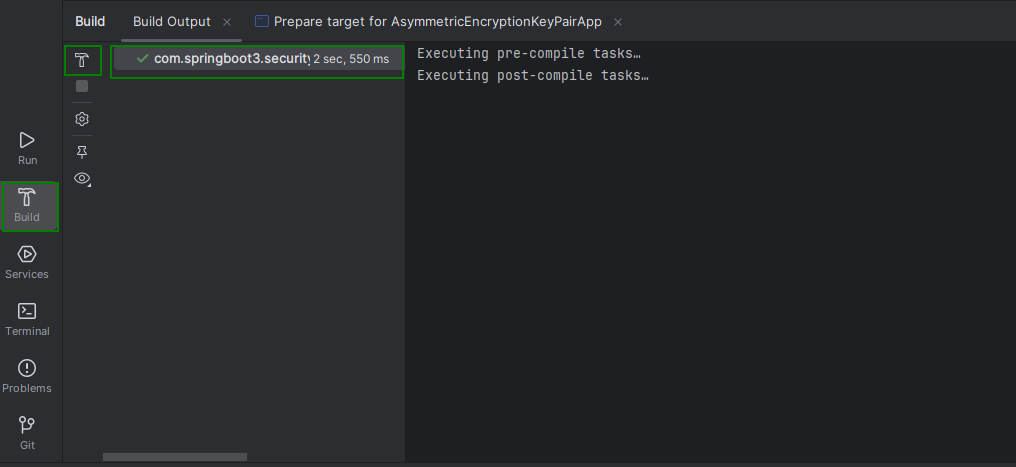 Build
Build Output
Prepare target for AsymmetricEncryptionKeyPairApp
com.springboot3.security 2 sec, 550 ms
Executing pre-compile tasks…
Executing post-compile tasks…
Run
Build
Services
Terminal
Problems
Git